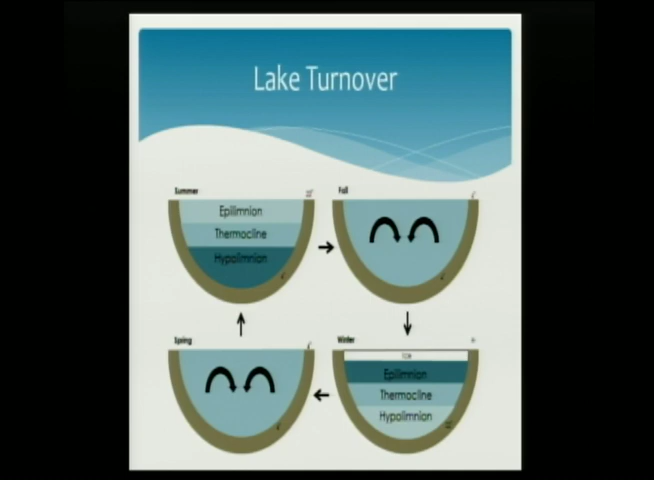 Lake Turnover
Summer
Epilimnion
Thermocline
Hypolimnion
Fall
Spring
Winter
Epilimnion
Thermocline
Hypolimnion